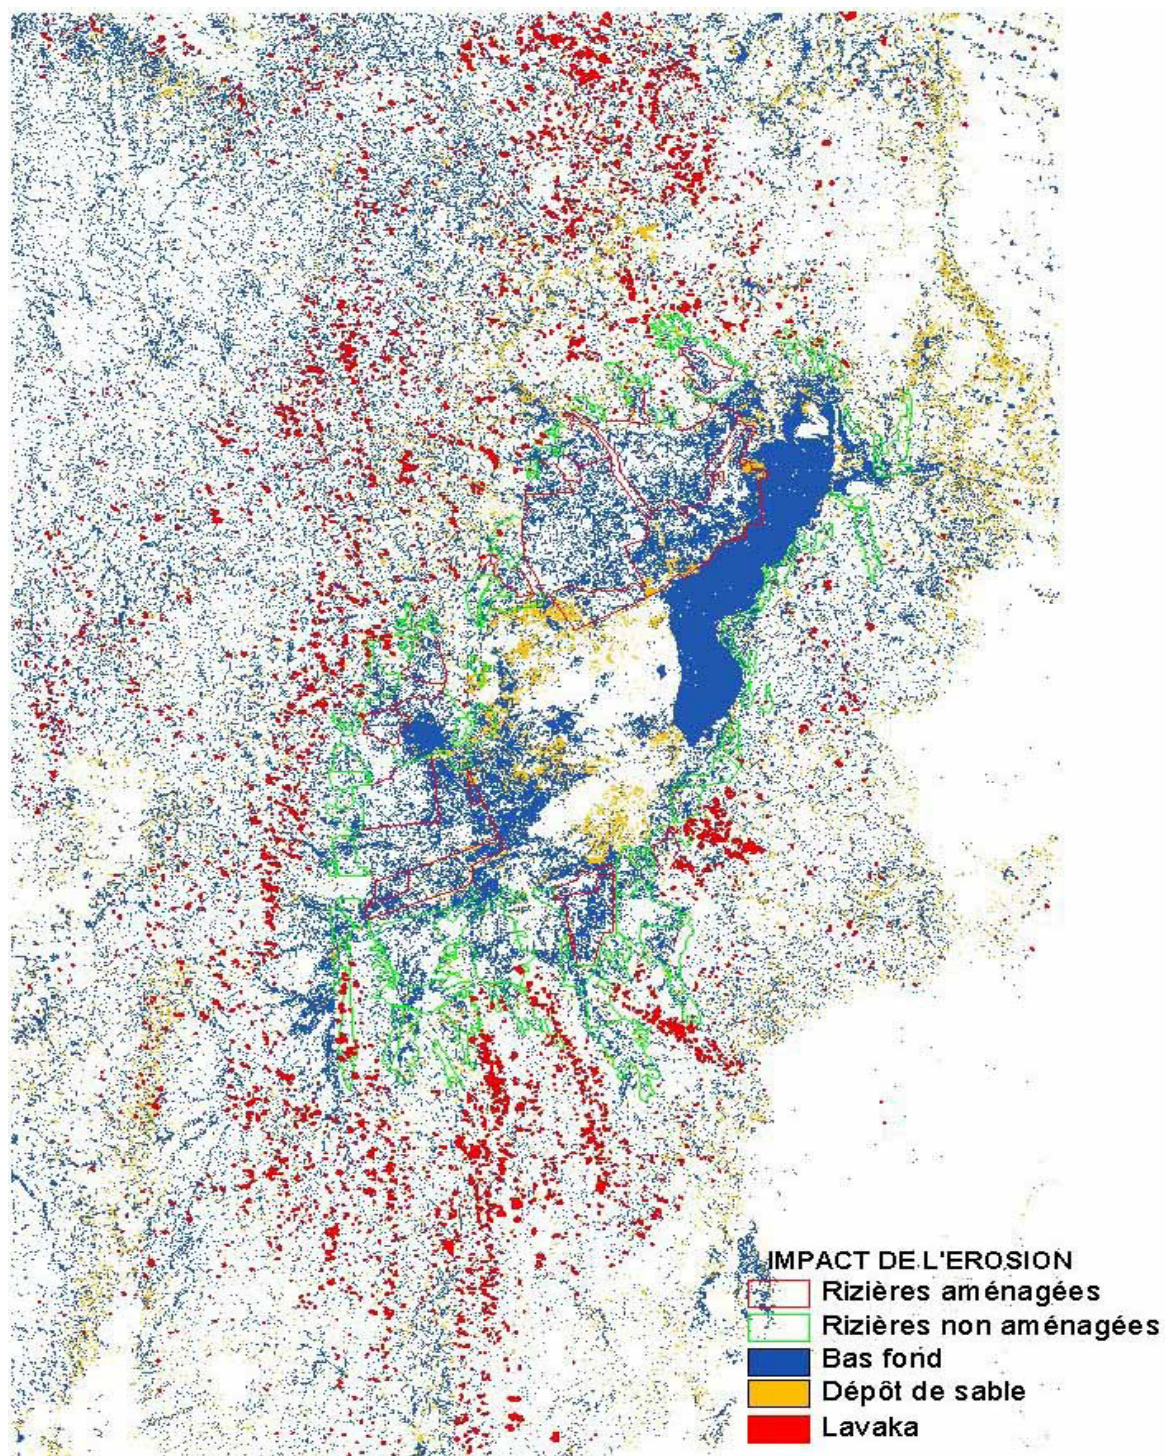 IMPACT DE L'EROSION
Rizières aménagées
Rizières non aménagées
Bas fond
Dépôt de sable
Lavaka